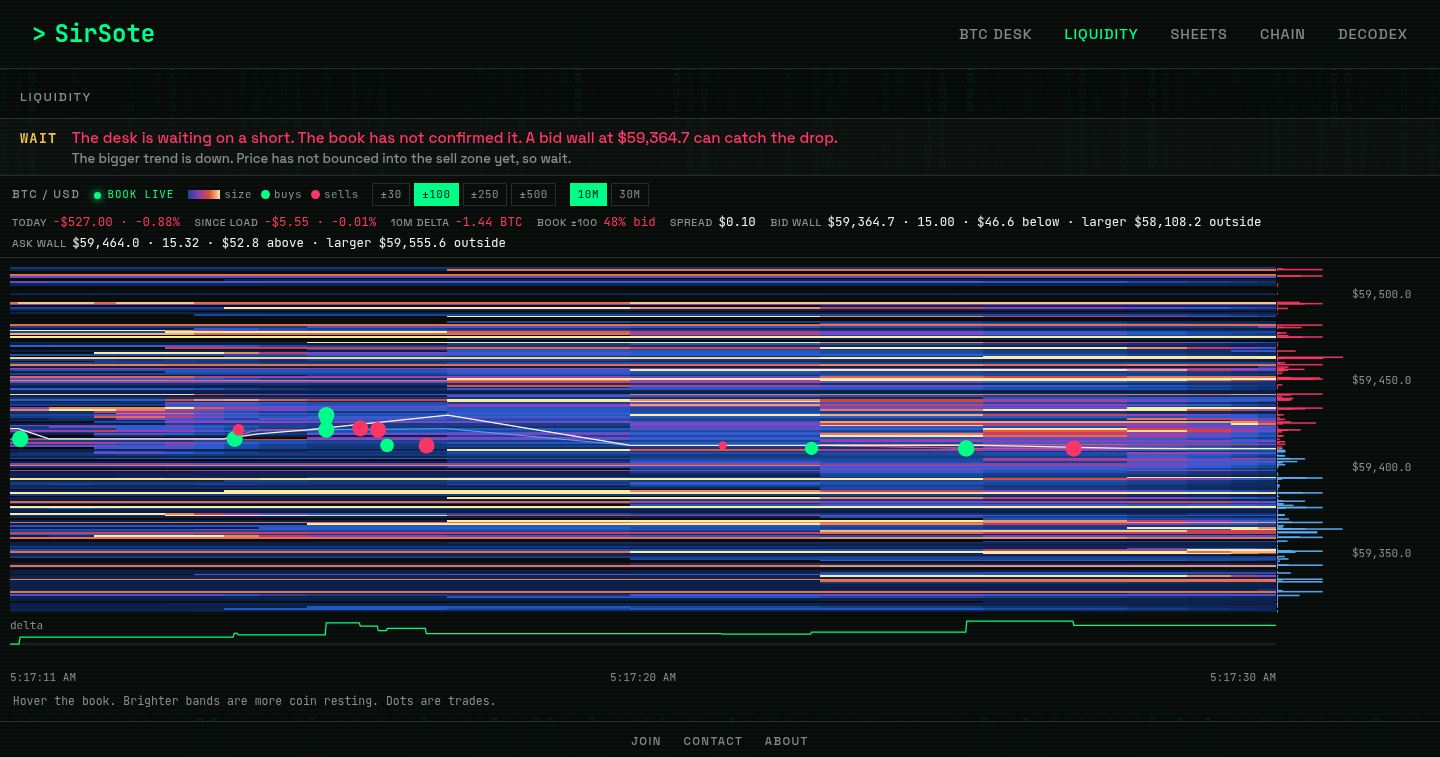 > SirSote
BTC DESK LIQUIDITY SHEETS CHAIN DECODEX
LIQUIDITY
WAIT The desk is waiting on a short. The book has not confirmed it. A bid wall at $59,364.7 can catch the drop.
The bigger trend is down. Price has not bounced into the sell zone yet, so wait.
BTC / USD BOOK LIVE size buys sells ±30 ±100 ±250 ±500 10M 30M
TODAY -$527.00 · -0.88% SINCE LOAD -$5.55 · -0.01% 10M DELTA -1.44 BTC BOOK ±100 48% bid SPREAD $0.10 BID WALL $59,364.7 · 15.00 · $46.6 below · larger $58,108.2 outside
ASK WALL $59,464.0 · 15.32 · $52.8 above · larger $59,555.6 outside
$59,500.0
$59,450.0
$59,400.0
$59,350.0
delta
5:17:11 AM 5:17:20 AM 5:17:30 AM
Hover the book. Brighter bands are more coin resting. Dots are trades.
JOIN CONTACT ABOUT